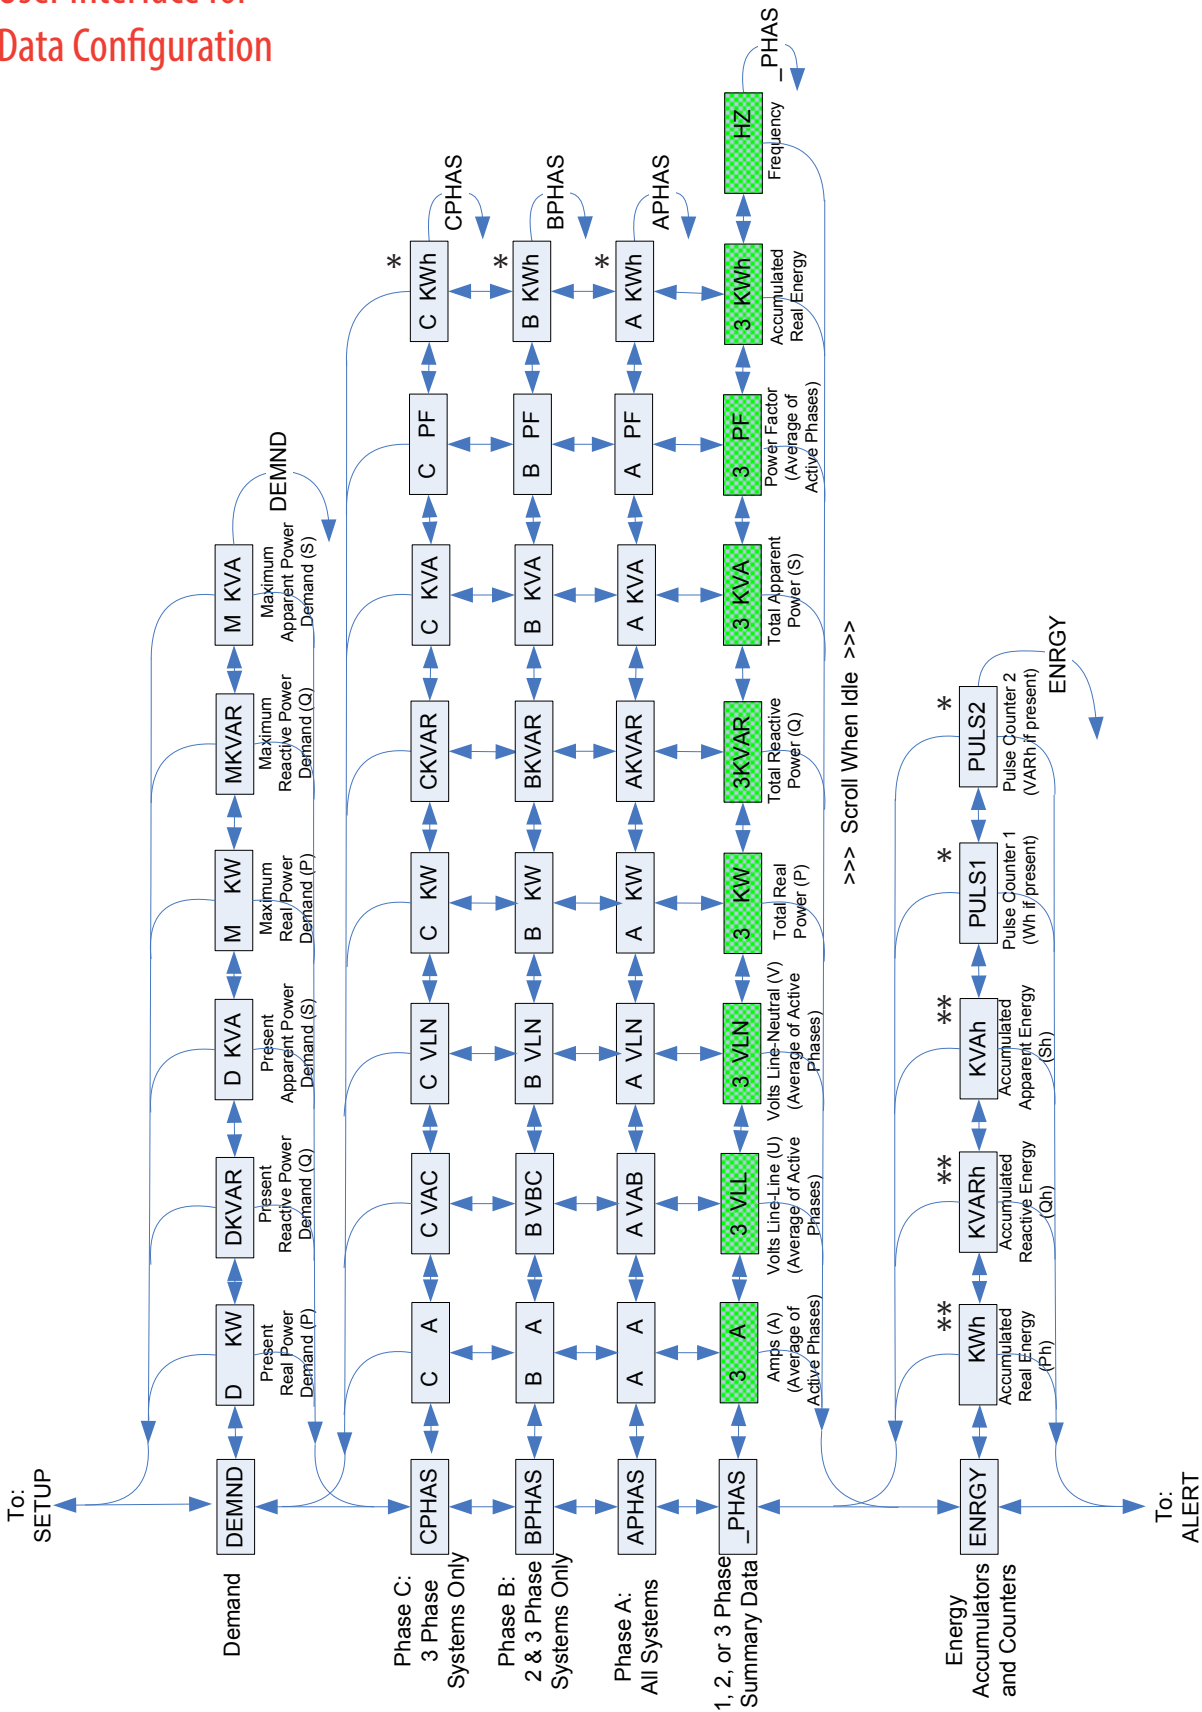 User Interface for
Data Configuration
To:
SETUP
Demand
DEMND
D KW
Present
Real Power
Demand (P)
DKVAR
Present
Reactive Power
Demand (Q)
D KVA
Present
Apparent Power
Demand (S)
M KW
Maximum
Real Power
Demand (P)
MKVAR
Maximum
Reactive Power
Demand (Q)
M KVA
Maximum
Apparent Power
Demand (S)
DEMND
Phase C:
3 Phase
Systems Only
CPHAS
C A
C VAC
C VLN
C KW
CKVAR
C KVA
C PF
C KWh
*
CPHAS
Phase B:
2 & 3 Phase
Systems Only
BPHAS
B A
B VBC
B VLN
B KW
BKVAR
B KVA
B PF
B KWh
*
BPHAS
Phase A:
All Systems
APHAS
A A
A VAB
A VLN
A KW
AKVAR
A KVA
A PF
A KWh
*
APHAS
1, 2, or 3 Phase
Summary Data
_PHAS
3 A
Amps (A)
(Average of
Active Phases)
3 VLL
Volts Line-Line (U)
(Average of Active
Phases)
3 VLN
Volts Line-Neutral (V)
(Average of Active
Phases)
3 KW
Total Real
Power (P)
3KVAR
Total Reactive
Power (Q)
3 KVA
Total Apparent
Power (S)
3 PF
Power Factor
(Average of
Active Phases)
3 KWh
Accumulated
Real Energy
HZ
Frequency
_PHAS
>>> Scroll When Idle >>>
Energy
Accumulators
and Counters
ENRGY
KWh
**
Accumulated
Real Energy
(Ph)
KVARh
**
Accumulated
Reactive Energy
(Qh)
KVAh
**
Accumulated
Apparent Energy
(Sh)
PULS1
*
Pulse Counter 1
(Wh if present)
PULS2
*
Pulse Counter 2
(VARh if present)
ENRGY
To:
ALERT